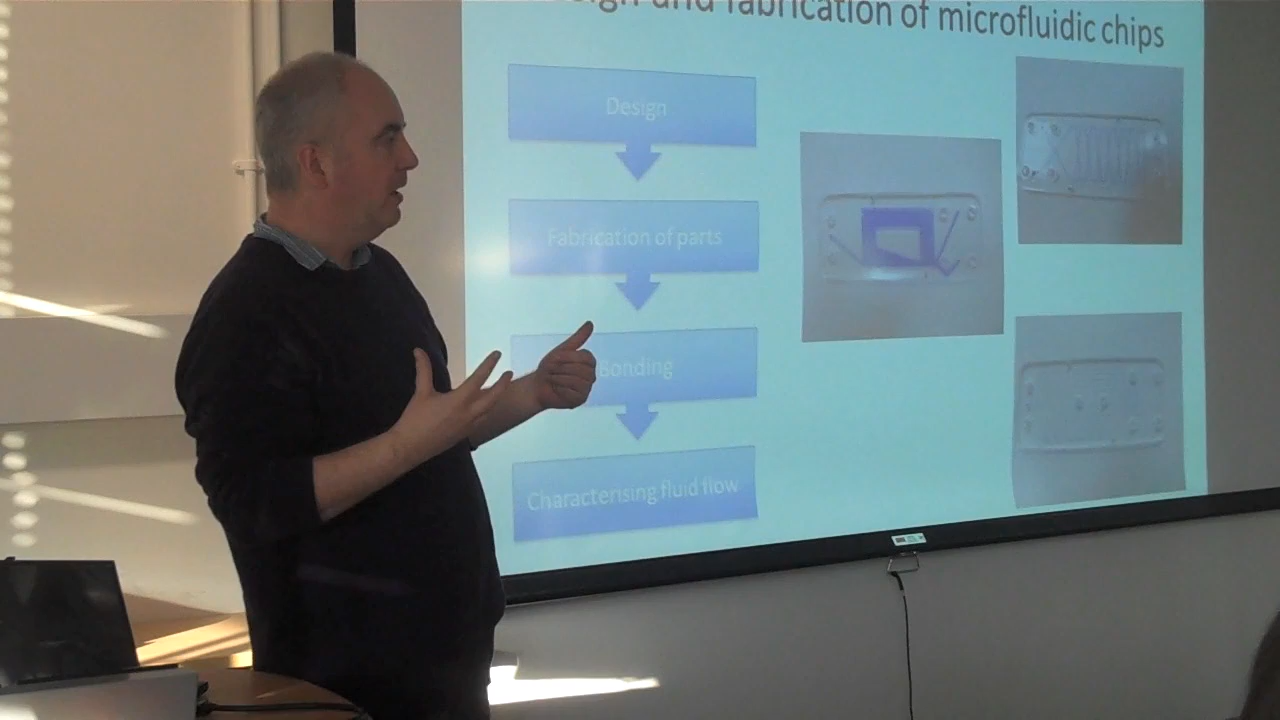 and fabrication of microfluidic chips
Design
Fabrication of parts
Bonding
Characterising fluid flow